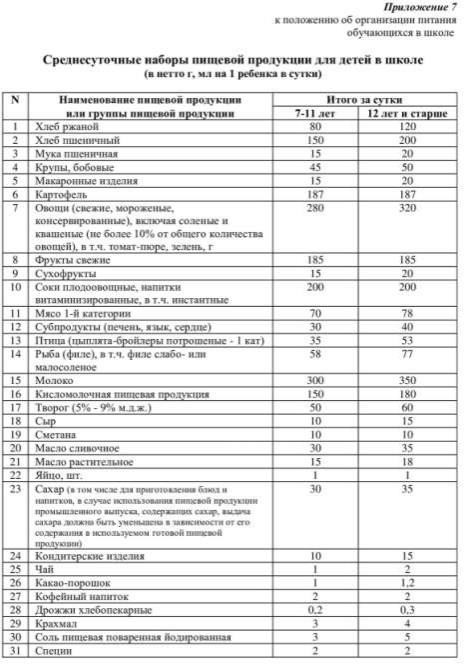 Приложение 7
к положению об организации питания
обучающихся в школе
Среднесуточные наборы пищевой продукции для детей в школе
(в нетто г, мл на 1 ребенка в сутки)
N Наименование пищевой продукции или группы пищевой продукции Итого за сутки
7-11 лет 12 лет и старше
1 Хлеб ржаной 80 120
2 Хлеб пшеничный 150 200
3 Мука пшеничная 15 20
4 Крупы, бобовые 45 50
5 Макаронные изделия 15 20
6 Картофель 187 187
7 Овощи (свежие, мороженые, 280 320
консервированные), включая соленые и
квашеные (не более 10% от общего количества
овощей), в т.ч. томат-пюре, зелень, г
8 Фрукты свежие 185 185
9 Сухофрукты 15 20
10 Соки плодоовощные, напитки 200 200
витаминизированные, в т.ч. инстантные
11 Мясо 1-й категории 70 78
12 Субпродукты (печень, язык, сердце) 30 40
13 Птица (цыплята-бройлеры потрошеные - 1 кат) 35 53
14 Рыба (филе), в т.ч. филе слабо- или 58 77
малосоленое
15 Молоко 300 350
16 Кисломолочная пищевая продукция 150 180
17 Творог (5% - 9% м.д.ж.) 50 60
18 Сыр 10 15
19 Сметана 10 10
20 Масло сливочное 30 35
21 Масло растительное 15 18
22 Яйцо, шт. 1 1
23 Сахар (в том числе для приготовления блюд и 30 35
напитков, в случае использования пищевой продукции
промышленного выпуска, содержащих сахар, выдача
сахара должна быть уменьшена в зависимости от его
содержания в используемом готовой пищевой
продукции)
24 Кондитерские изделия 10 15
25 Чай 1 2
26 Какао-порошок 1 1,2
27 Кофейный напиток 2 2
28 Дрожжи хлебопекарные 0,2 0,3
29 Крахмал 3 4
30 Соль пищевая поваренная йодированная 3 5
31 Специи 2 2